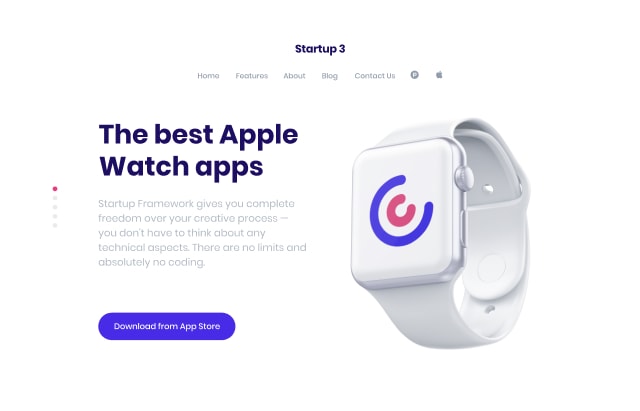 Startup 3
Home Features About Blog Contact Us
The best Apple
Watch apps
Startup Framework gives you complete
freedom over your creative process —
you don't have to think about any
technical aspects. There are no limits and
absolutely no coding.
Download from App Store